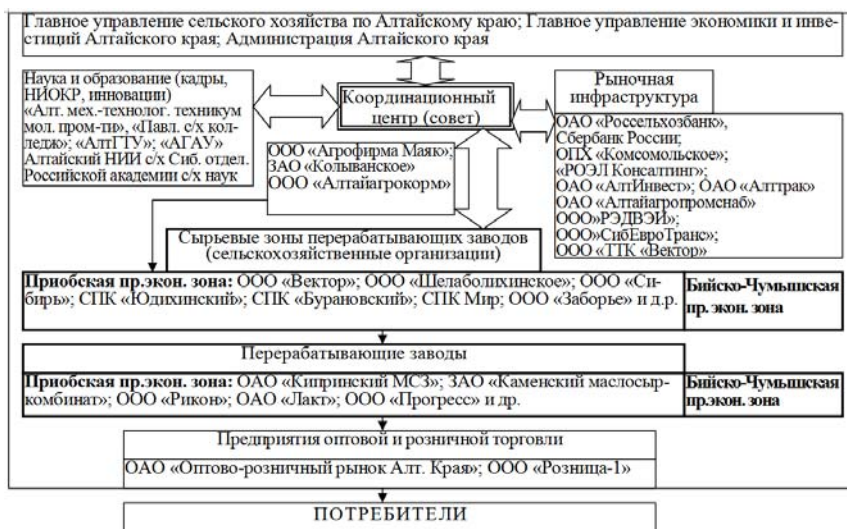 Главное управление сельского хозяйства по Алтайскому краю; Главное управление экономики и инве-
стиций Алтайского края; Администрация Алтайского края
Наука и образование (кадры,
НИОКР, инновации)
«Алт. мех.-технолог. техникум
мол. пром-ти», «Павл. с/х кол-
ледж»; «АлтГТУ»; «АГАУ»
Алтайский НИИ с/х Сиб. отдел.
Российской академии с/х наук
Координационный
центр (совет)
Рыночная
инфраструктура
ОАО «Россельхозбанк»,
Сбербанк России;
ОПХ «Комсомольское»;
«РОЭЛ Консалтинг»;
ОАО «АлтИнвест»; ОАО «Алттрак»
ОАО «Алтайагропромснаб»
ООО»РЭДВЭЙ»;
ООО»СибЕвроТранс»;
ООО «ТТК «Вектор»
ООО «Агрофирма Маяк»;
ЗАО «Колыванское»
ООО «Алтайагрокорм»
Сырьевые зоны перерабатывающих заводов
(сельскохозяйственные организации)
Приобская пр.экон. зона: ООО «Вектор»; ООО «Шелаболихинское»; ООО «Си-
бирь»; СПК «Юдихинский»; СПК «Бурановский»; СПК Мир; ООО «Заборье» и д.р.
Бийско-Чумышская
пр. экон. зона
Перерабатывающие заводы
Приобская пр.экон. зона: ОАО «Кипринский МСЗ»; ЗАО «Каменский маслосыр-
комбинат»; ООО «Рикон»; ОАО «Лакт»; ООО «Прогресс» и др.
Бийско-Чумышская
пр.экон. зона
Предприятия оптовой и розничной торговли
ОАО «Оптово-розничный рынок Алт. Края»; ООО «Розница-1»
ПОТРЕБИТЕЛИ